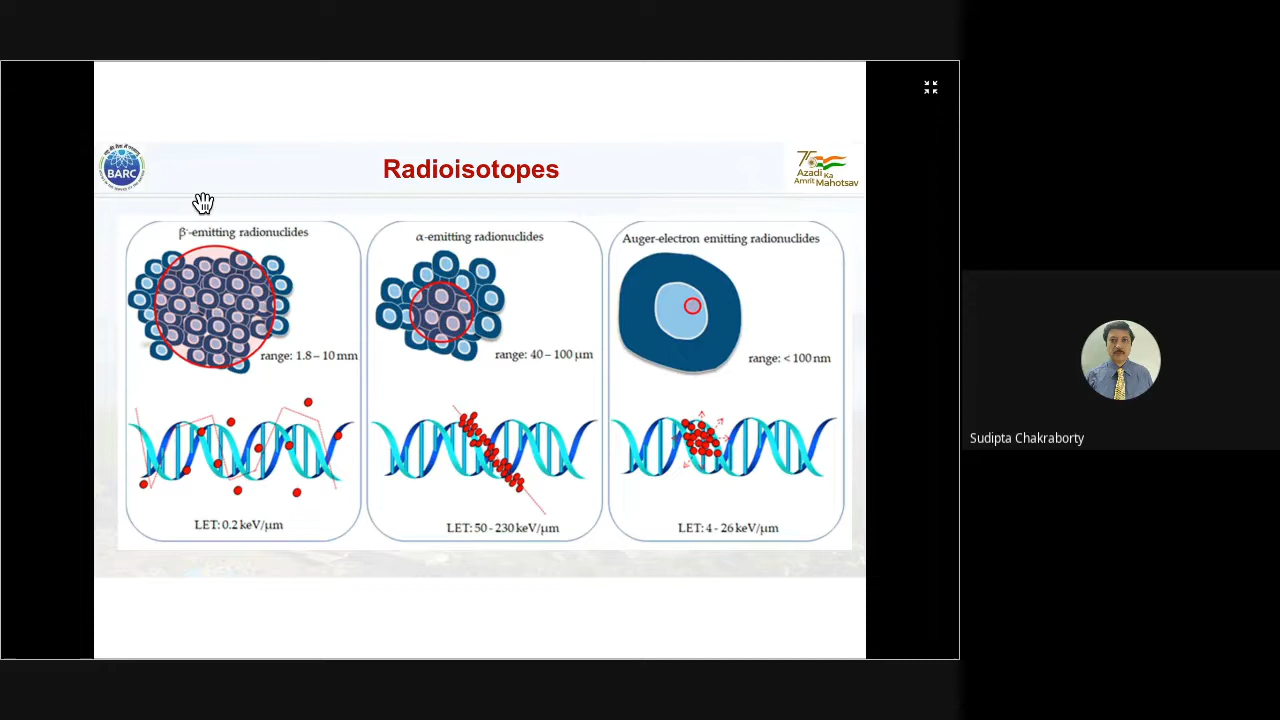 Radioisotopes
BARC
Azadi Ka
Amrit Mahotsav
β⁻-emitting radionuclides
range: 1.8 – 10 mm
LET: 0.2 keV/μm
α-emitting radionuclides
range: 40 – 100 μm
LET: 50 - 230 keV/μm
Auger-electron emitting radionuclides
range: < 100 nm
LET: 4 - 26 keV/μm
Sudipta Chakraborty